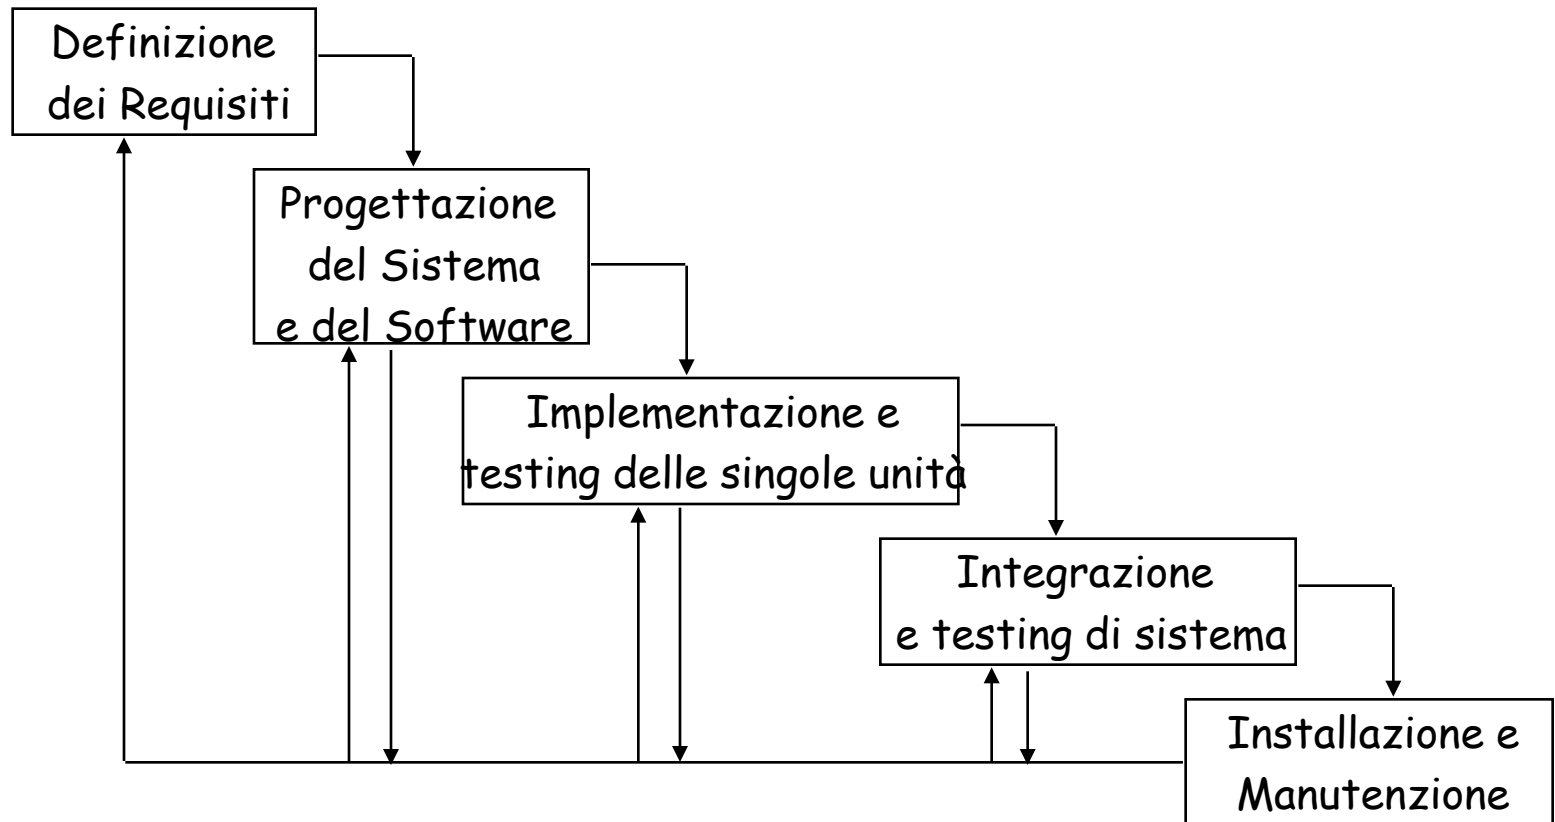 Definizione
dei Requisiti
Progettazione
del Sistema
e del Software
Implementazione e
testing delle singole unità
Integrazione
e testing di sistema
Installazione e
Manutenzione